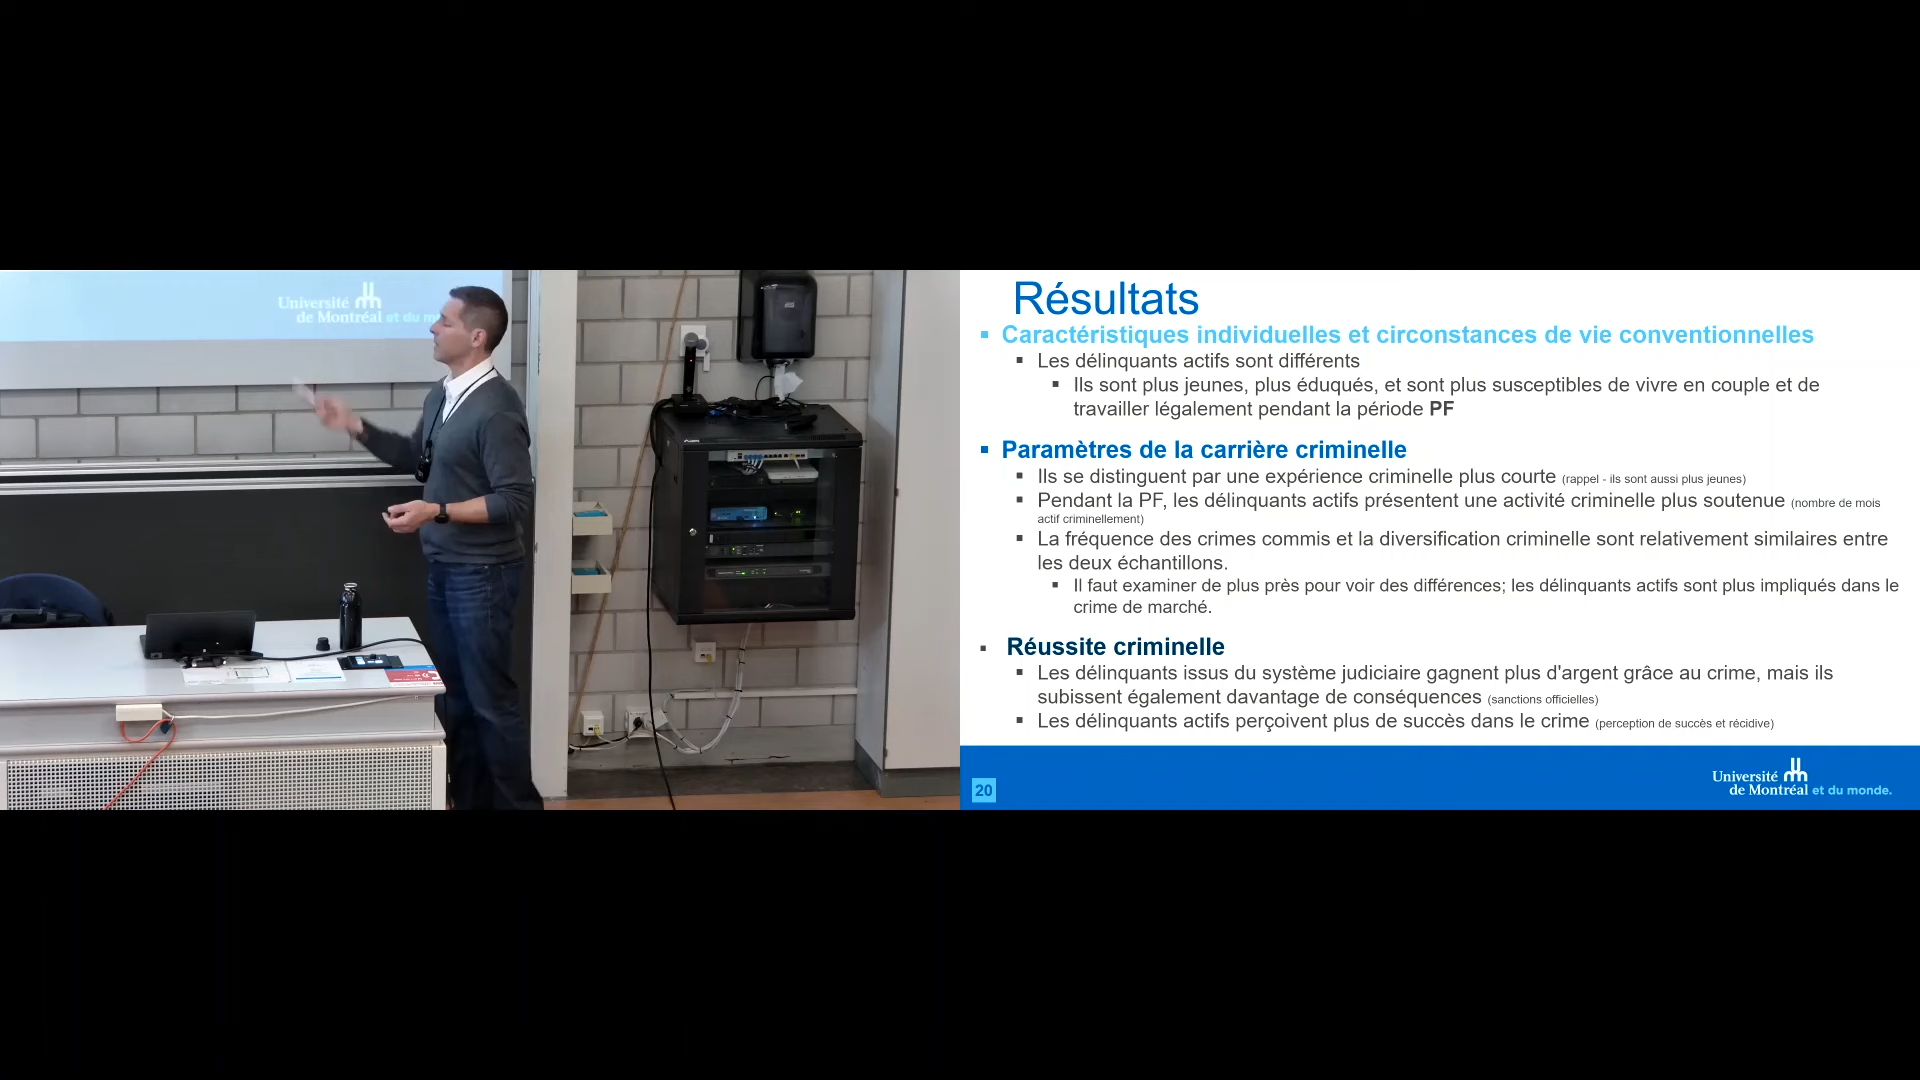 Université
de Montréal et du m
Résultats
▪ Caractéristiques individuelles et circonstances de vie conventionnelles
▪ Les délinquants actifs sont différents
▪ Ils sont plus jeunes, plus éduqués, et sont plus susceptibles de vivre en couple et de
travailler légalement pendant la période PF
▪ Paramètres de la carrière criminelle
▪ Ils se distinguent par une expérience criminelle plus courte (rappel - ils sont aussi plus jeunes)
▪ Pendant la PF, les délinquants actifs présentent une activité criminelle plus soutenue (nombre de mois
actif criminellement)
▪ La fréquence des crimes commis et la diversification criminelle sont relativement similaires entre
les deux échantillons.
▪ Il faut examiner de plus près pour voir des différences; les délinquants actifs sont plus impliqués dans le
crime de marché.
▪ Réussite criminelle
▪ Les délinquants issus du système judiciaire gagnent plus d'argent grâce au crime, mais ils
subissent également davantage de conséquences (sanctions officielles)
▪ Les délinquants actifs perçoivent plus de succès dans le crime (perception de succès et récidive)
20
Université
de Montréal et du monde.